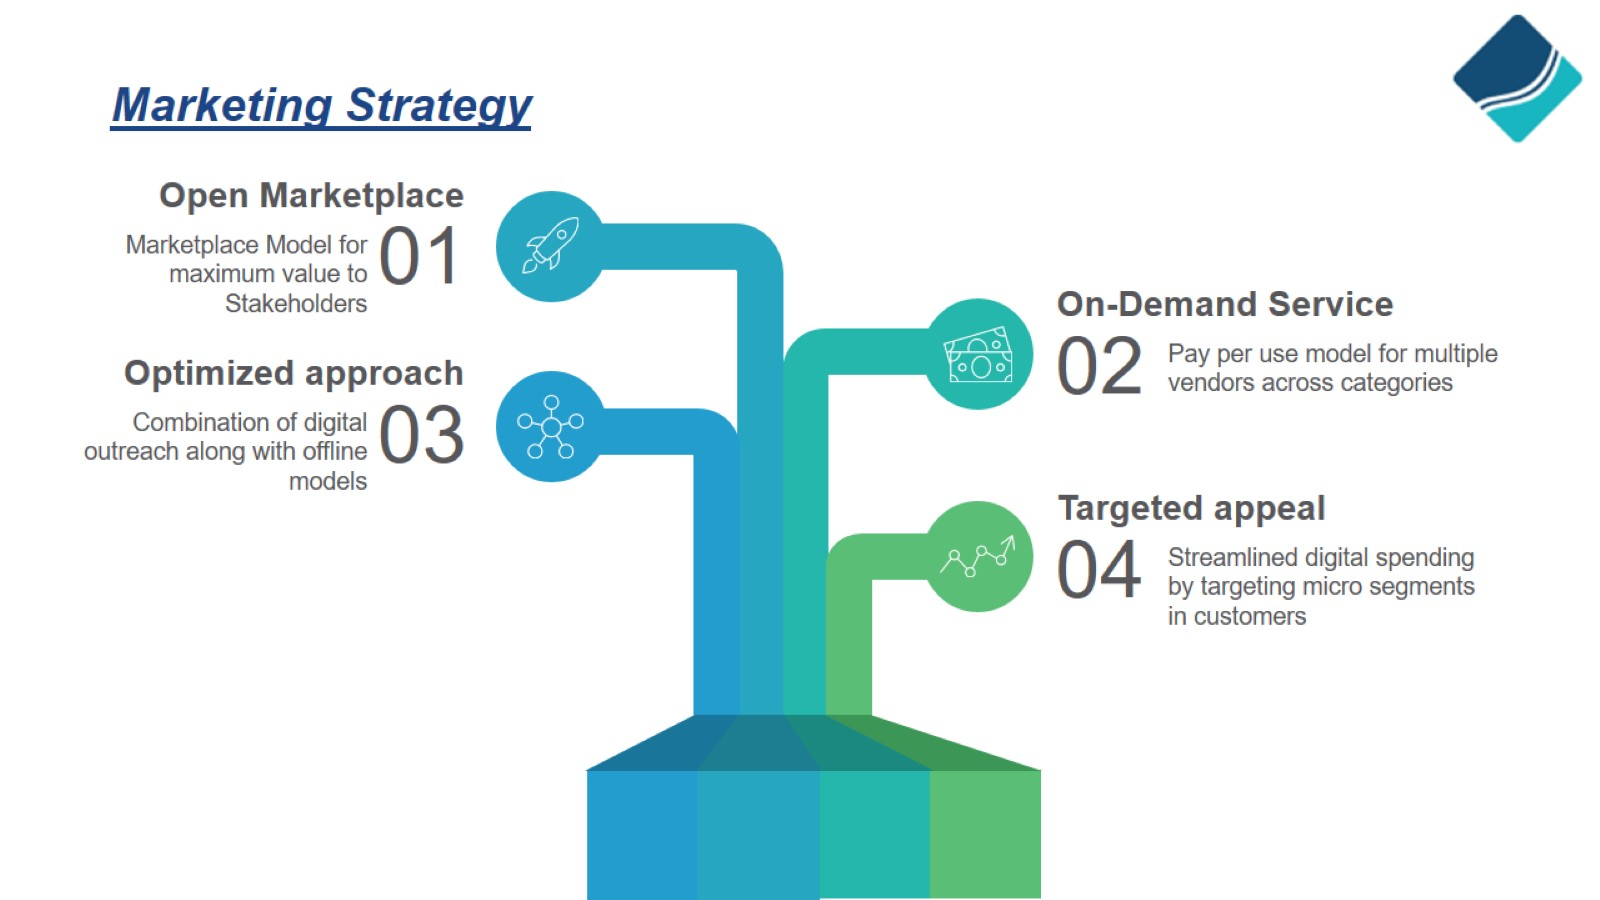 Marketing Strategy
Open Marketplace
01
Marketplace Model for
maximum value to
Stakeholders
On-Demand Service
02
Pay per use model for multiple
vendors across categories
Optimized approach
03
Combination of digital
outreach along with offline
models
Targeted appeal
04
Streamlined digital spending
by targeting micro segments
in customers